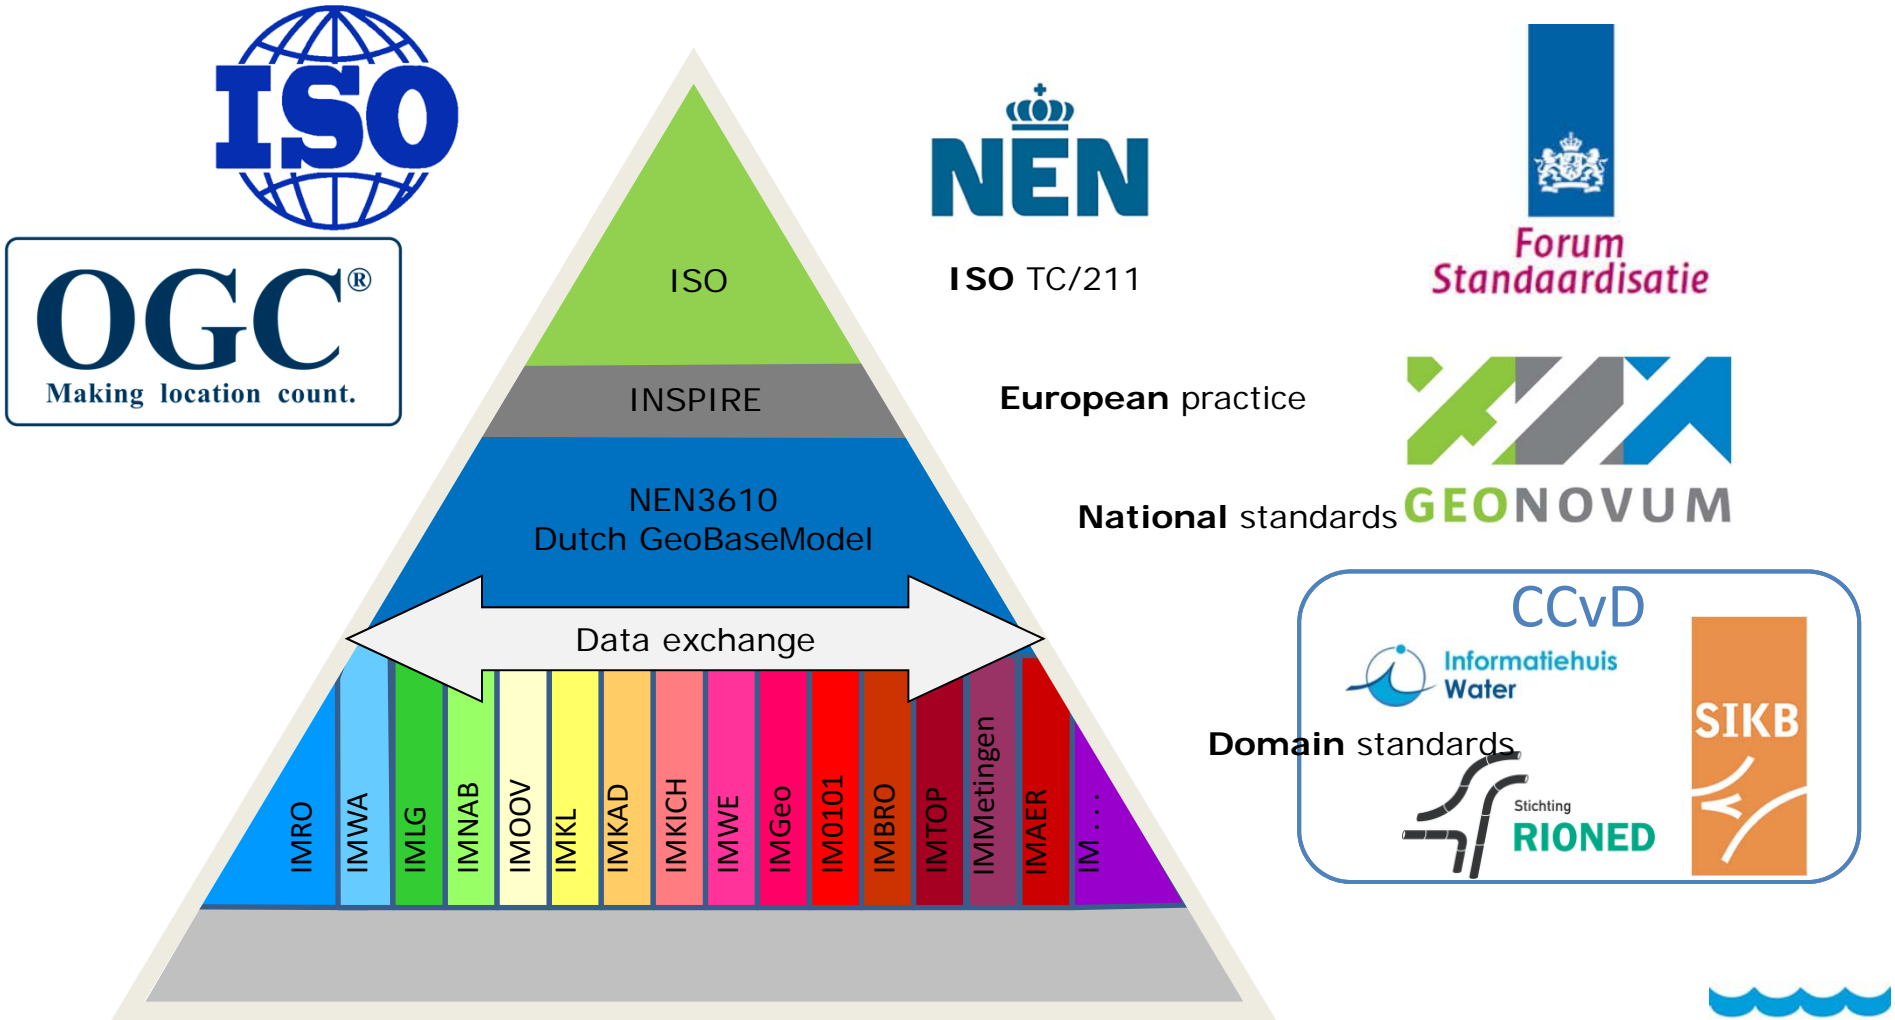 ISO
OGC®
Making location count.
NEN
ISO TC/211
Forum
Standaardisatie
ISO
INSPIRE
European practice
NEN3610
Dutch GeoBaseModel
National standards
GEONOVUM
Data exchange
CCvD
Informatiehuis
Water
SIKB
Domain standards
Stichting
RIONED
IMRO
IMWA
IMLG
IMNAB
IMOOV
IMKL
IMKAD
IMKICH
IMWE
IMGeo
IM0101
IMBRO
IMTOP
IMMetingen
IMAER
IM...